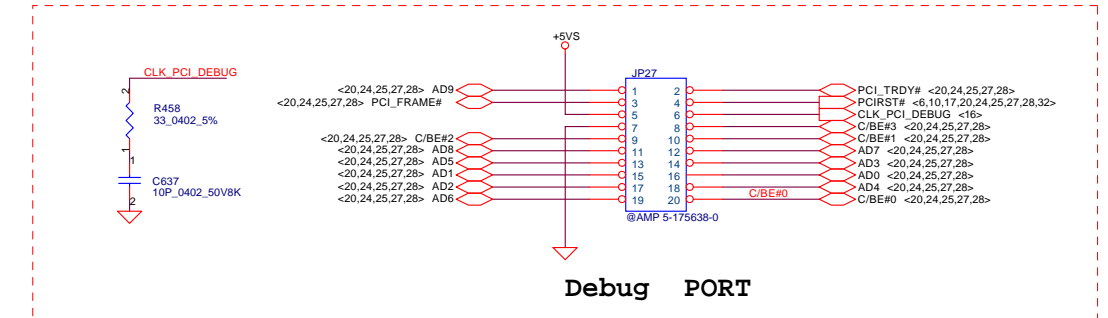 +5VS
CLK_PCI_DEBUG
JP27
2
R458
33_0402_5%
1
1
C637
10P_0402_50V8K
2
<20,24,25,27,28> AD9 1 2 PCI_TRDY# <20,24,25,27,28>
<20,24,25,27,28> PCI_FRAME# 3 4 PCIRST# <6,10,17,20,24,25,27,28,32>
5 6 CLK_PCI_DEBUG <16>
7 8 C/BE#3 <20,24,25,27,28>
<20,24,25,27,28> C/BE#2 9 10 C/BE#1 <20,24,25,27,28>
<20,24,25,27,28> AD8 11 12 AD7 <20,24,25,27,28>
<20,24,25,27,28> AD5 13 14 AD3 <20,24,25,27,28>
<20,24,25,27,28> AD1 15 16 AD0 <20,24,25,27,28>
<20,24,25,27,28> AD2 17 18 AD4 <20,24,25,27,28>
<20,24,25,27,28> AD6 19 20 C/BE#0 C/BE#0 <20,24,25,27,28>
@AMP 5-175638-0
Debug PORT